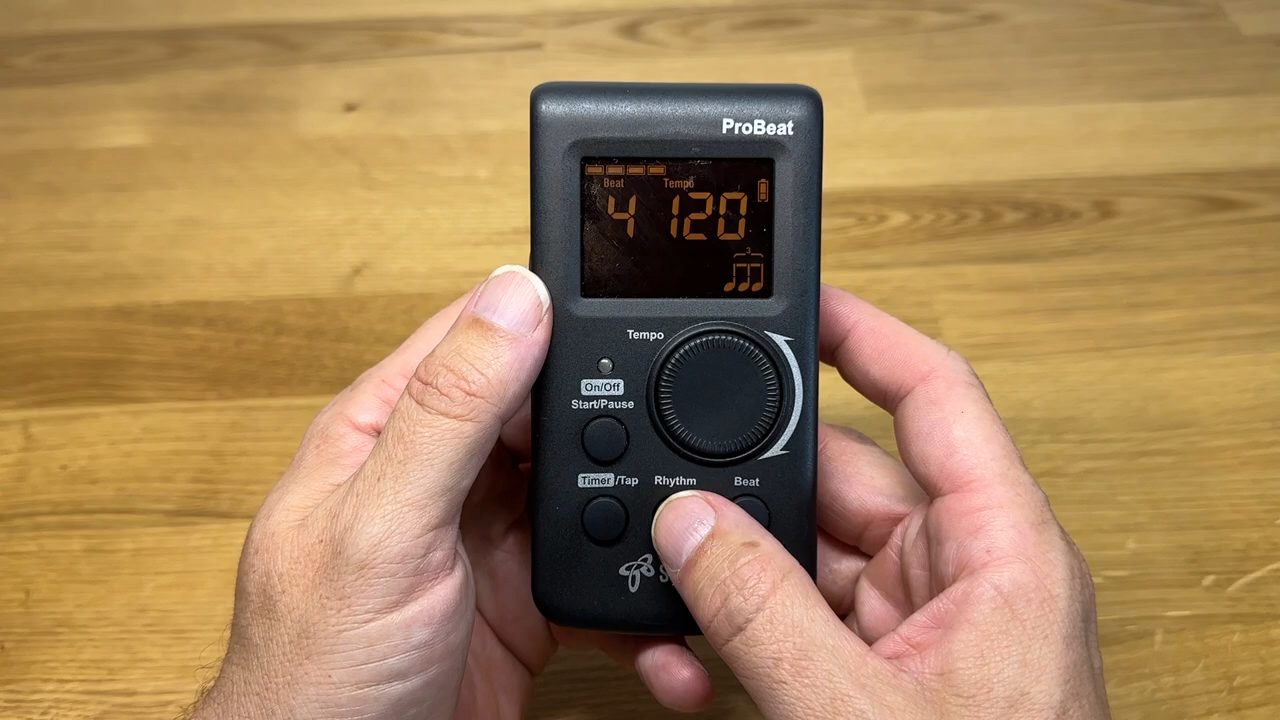 ProBeat
Beat Tempo
4 120
3
Tempo
On/Off
Start/Pause
Timer/Tap Rhythm Beat